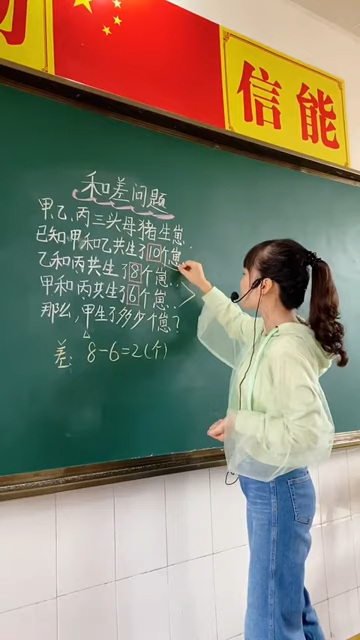 信能
和差问题
甲、乙、丙三头母猪生崽.
已知:甲和乙共生了10个崽.
乙和丙共生了8个崽.
甲和丙共生了6个崽.
那么,甲生了多少个崽?
差: 8-6=2(个)